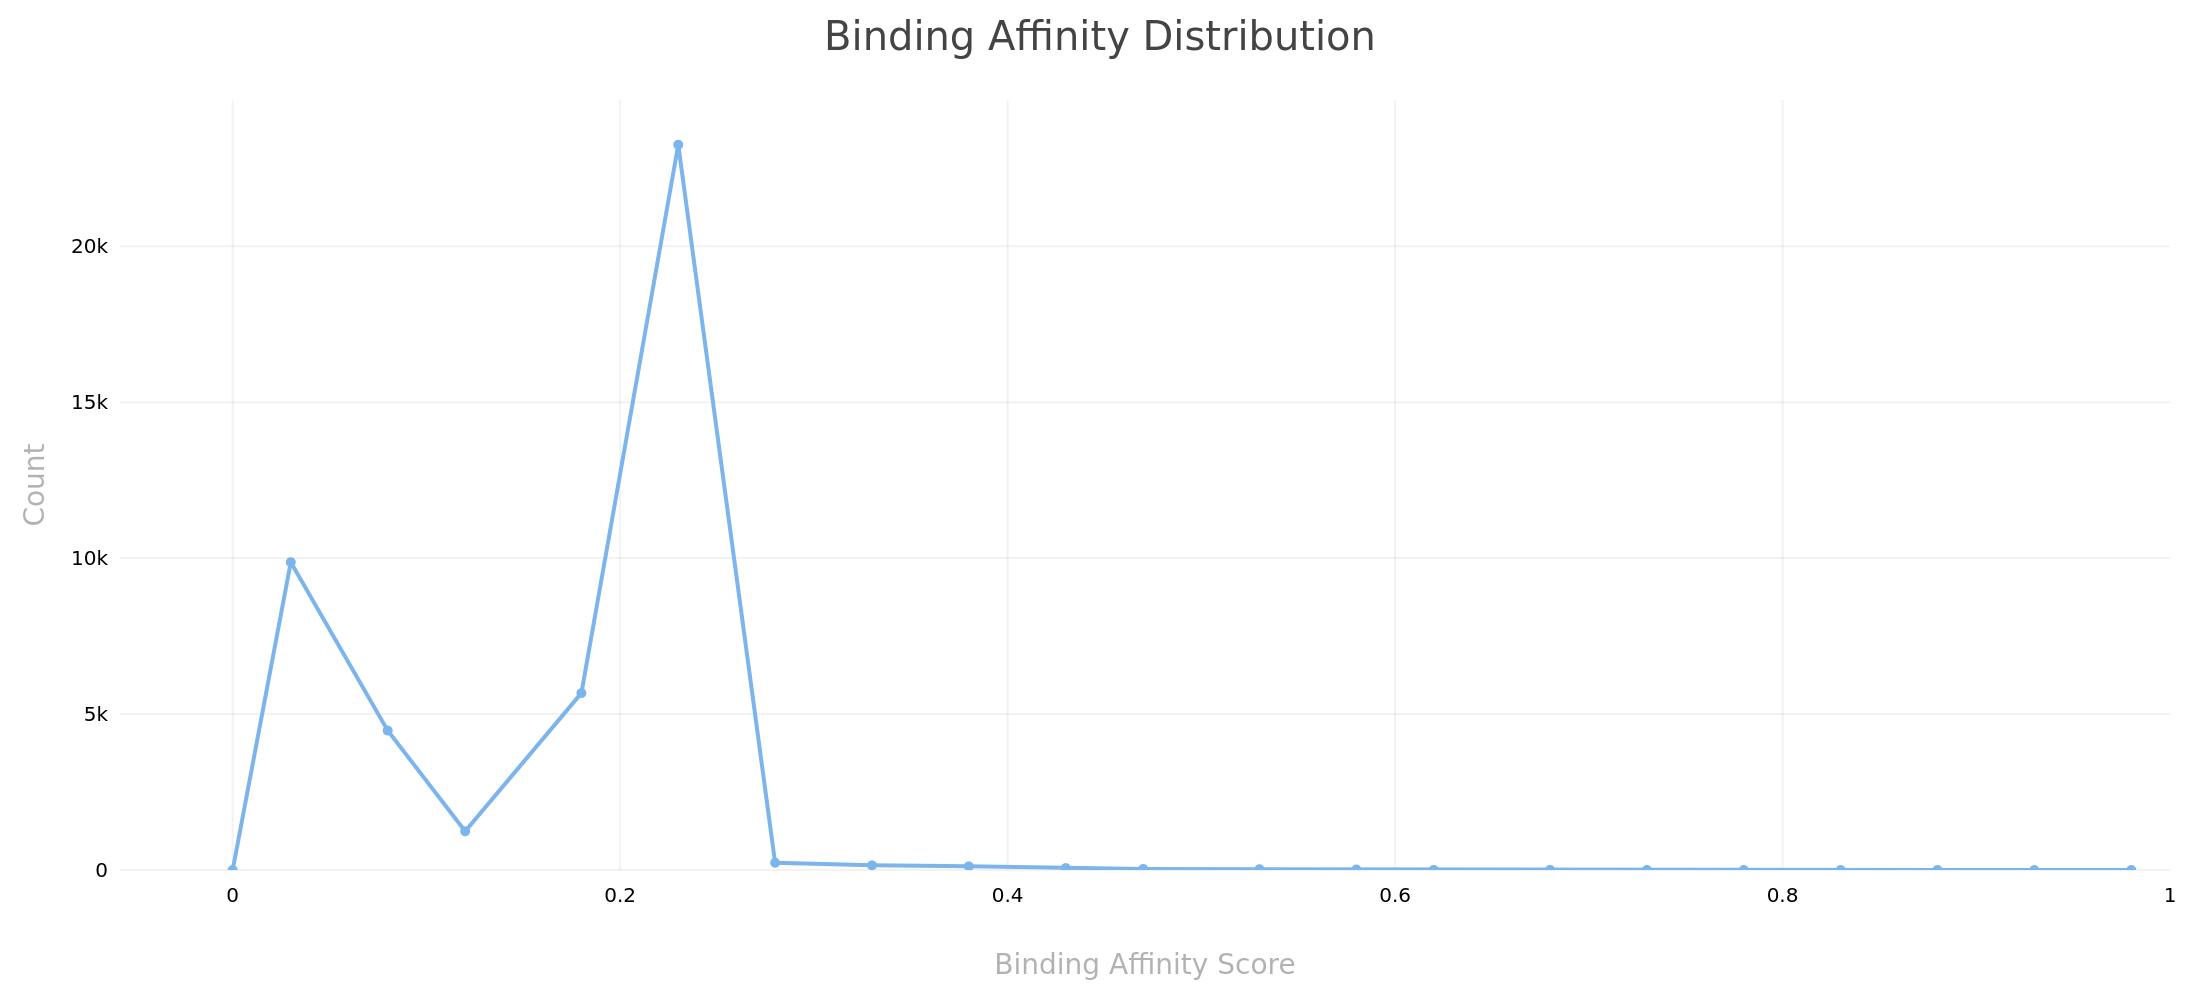 Binding Affinity Distribution
Count
20k
15k
10k
5k
0
0 0.2 0.4 0.6 0.8 1
Binding Affinity Score